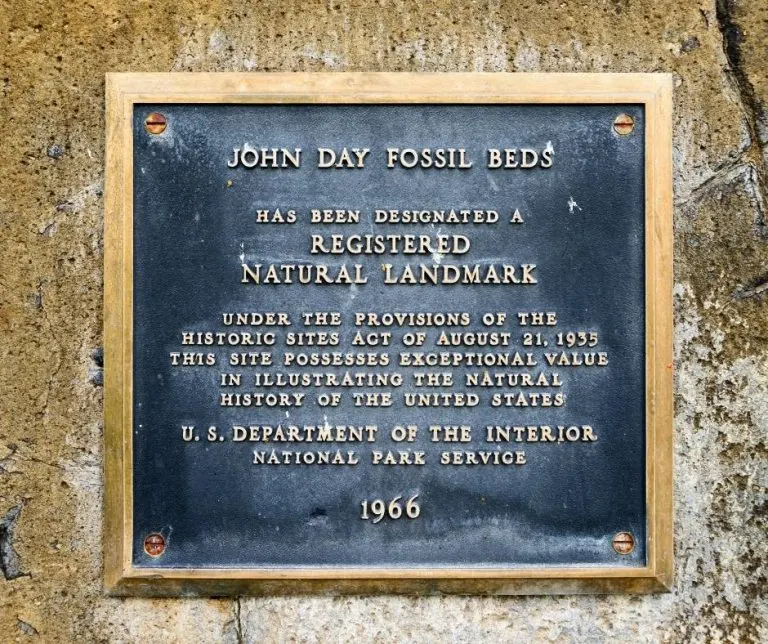 JOHN DAY FOSSIL BEDS
HAS BEEN DESIGNATED A
REGISTERED
NATURAL LANDMARK
UNDER THE PROVISIONS OF THE
HISTORIC SITES ACT OF AUGUST 21, 1935
THIS SITE POSSESSES EXCEPTIONAL VALUE
IN ILLUSTRATING THE NATURAL
HISTORY OF THE UNITED STATES
U. S. DEPARTMENT OF THE INTERIOR
NATIONAL PARK SERVICE
1966